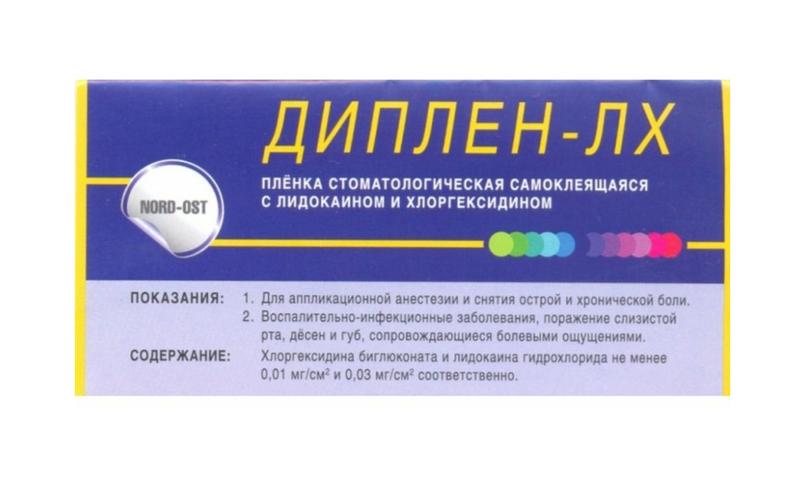 ДИПЛЕН-ЛХ
ПЛЁНКА СТОМАТОЛОГИЧЕСКАЯ САМОКЛЕЯЩАЯСЯ
С ЛИДОКАИНОМ И ХЛОРГЕКСИДИНОМ
NORD-OST
ПОКАЗАНИЯ: 1. Для аппликационной анестезии и снятия острой и хронической боли.
2. Воспалительно-инфекционные заболевания, поражение слизистой
рта, дёсен и губ, сопровождающиеся болевыми ощущениями.
СОДЕРЖАНИЕ: Хлоргексидина биглюконата и лидокаина гидрохлорида не менее
0,01 мг/см² и 0,03 мг/см² соответственно.